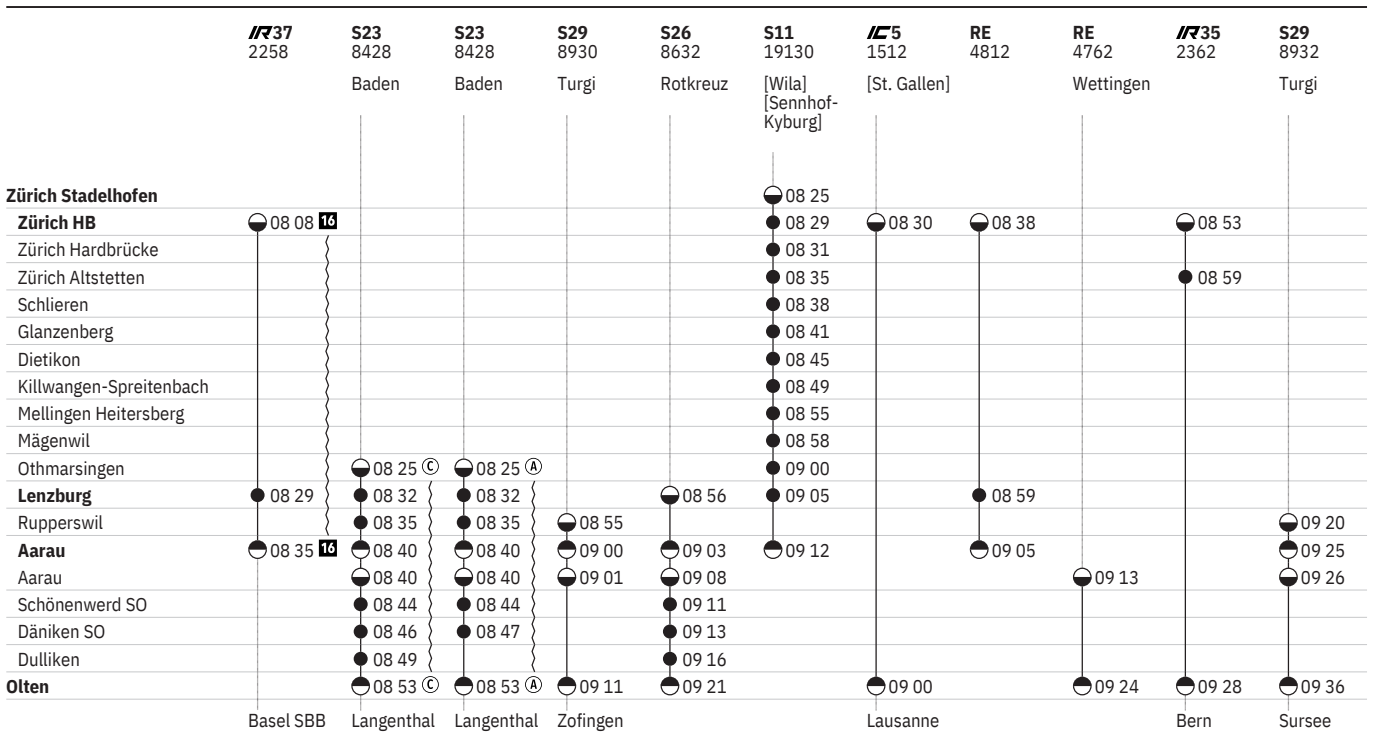 IR37 S23 S23 S29 S26 S11 IC5 RE RE IR35 S29
2258 8428 8428 8930 8632 19130 1512 4812 4762 2362 8932
Baden Baden Turgi Rotkreuz [Wila] [St. Gallen] Wettingen Turgi
[Sennhof-
Kyburg]
Zürich Stadelhofen 08 25
Zürich HB 08 08 16 08 29 08 30 08 38 08 53
Zürich Hardbrücke 08 31
Zürich Altstetten 08 35 08 59
Schlieren 08 38
Glanzenberg 08 41
Dietikon 08 45
Killwangen-Spreitenbach 08 49
Mellingen Heitersberg 08 55
Mägenwil 08 58
Othmarsingen 08 25 C 08 25 A 09 00
Lenzburg 08 29 08 32 08 32 08 56 09 05 08 59
Rupperswil 08 35 08 35 08 55 09 20
Aarau 08 35 16 08 40 08 40 09 00 09 03 09 12 09 05 09 25
Aarau 08 40 08 40 09 01 09 08 09 13 09 26
Schönenwerd SO 08 44 08 44 09 11
Däniken SO 08 46 08 47 09 13
Dulliken 08 49 09 16
Olten 08 53 C 08 53 A 09 11 09 21 09 00 09 24 09 28 09 36
Basel SBB Langenthal Langenthal Zofingen Lausanne Bern Sursee